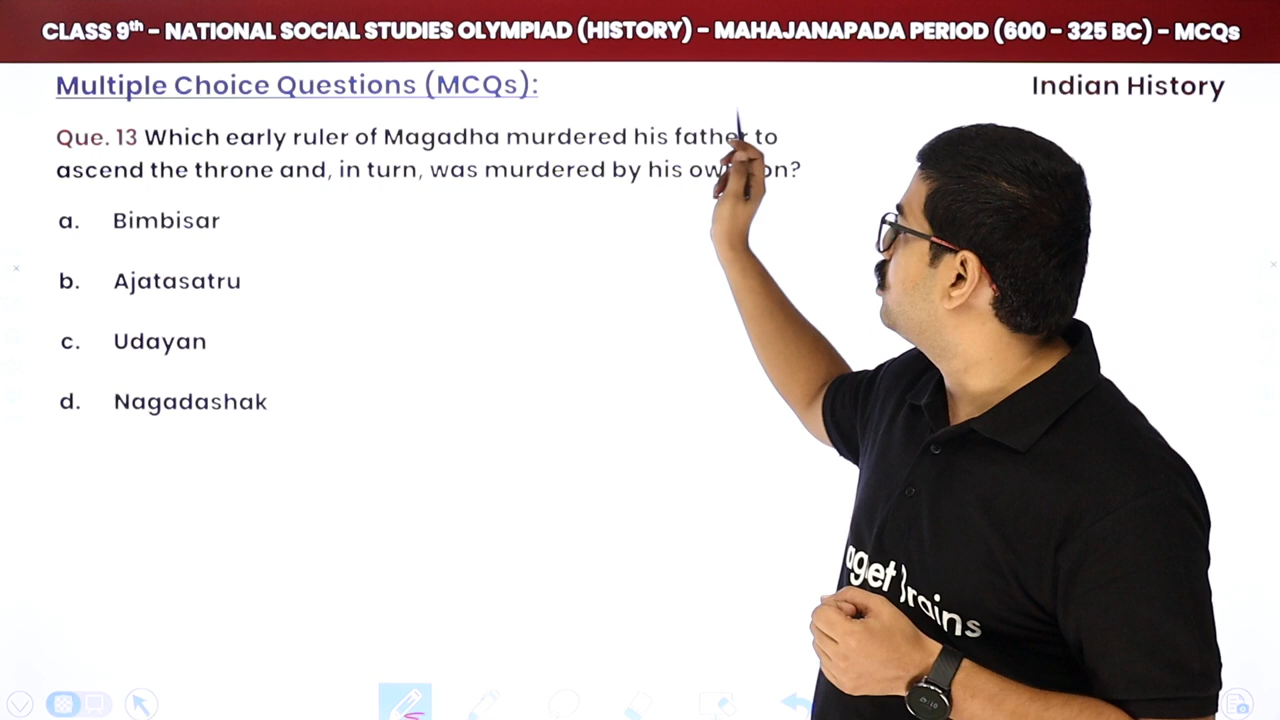 CLASS 9th – NATIONAL SOCIAL STUDIES OLYMPIAD (HISTORY) – MAHAJANAPADA PERIOD (600 – 325 BC) – MCQs
Multiple Choice Questions (MCQs):
Indian History
Que. 13 Which early ruler of Magadha murdered his father to
ascend the throne and, in turn, was murdered by his own son?
a. Bimbisar
b. Ajatasatru
c. Udayan
d. Nagadashak